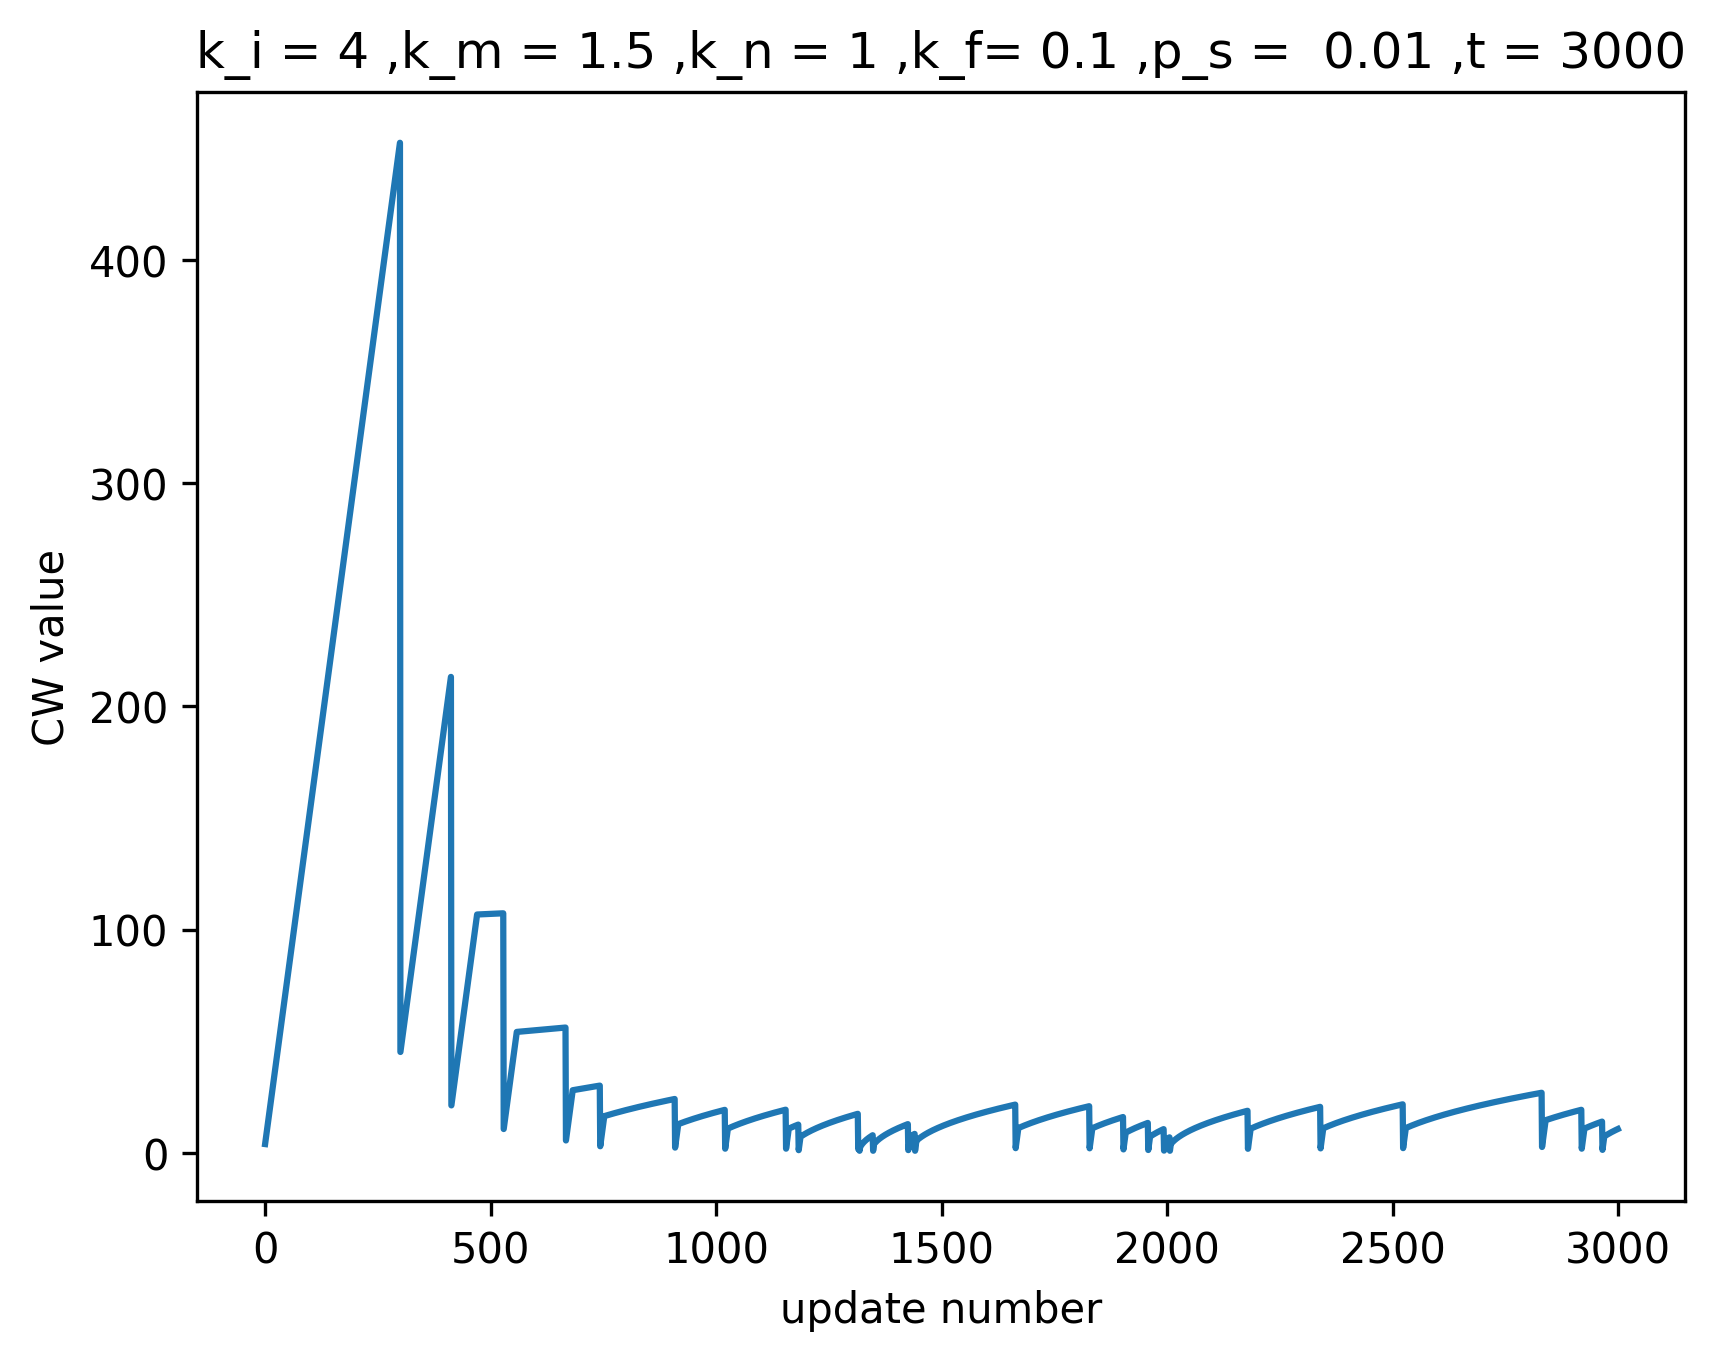 k_i = 4 ,k_m = 1.5 ,k_n = 1 ,k_f= 0.1 ,p_s =  0.01 ,t = 3000
400
300
200
100
0
CW value
0 500 1000 1500 2000 2500 3000
update number